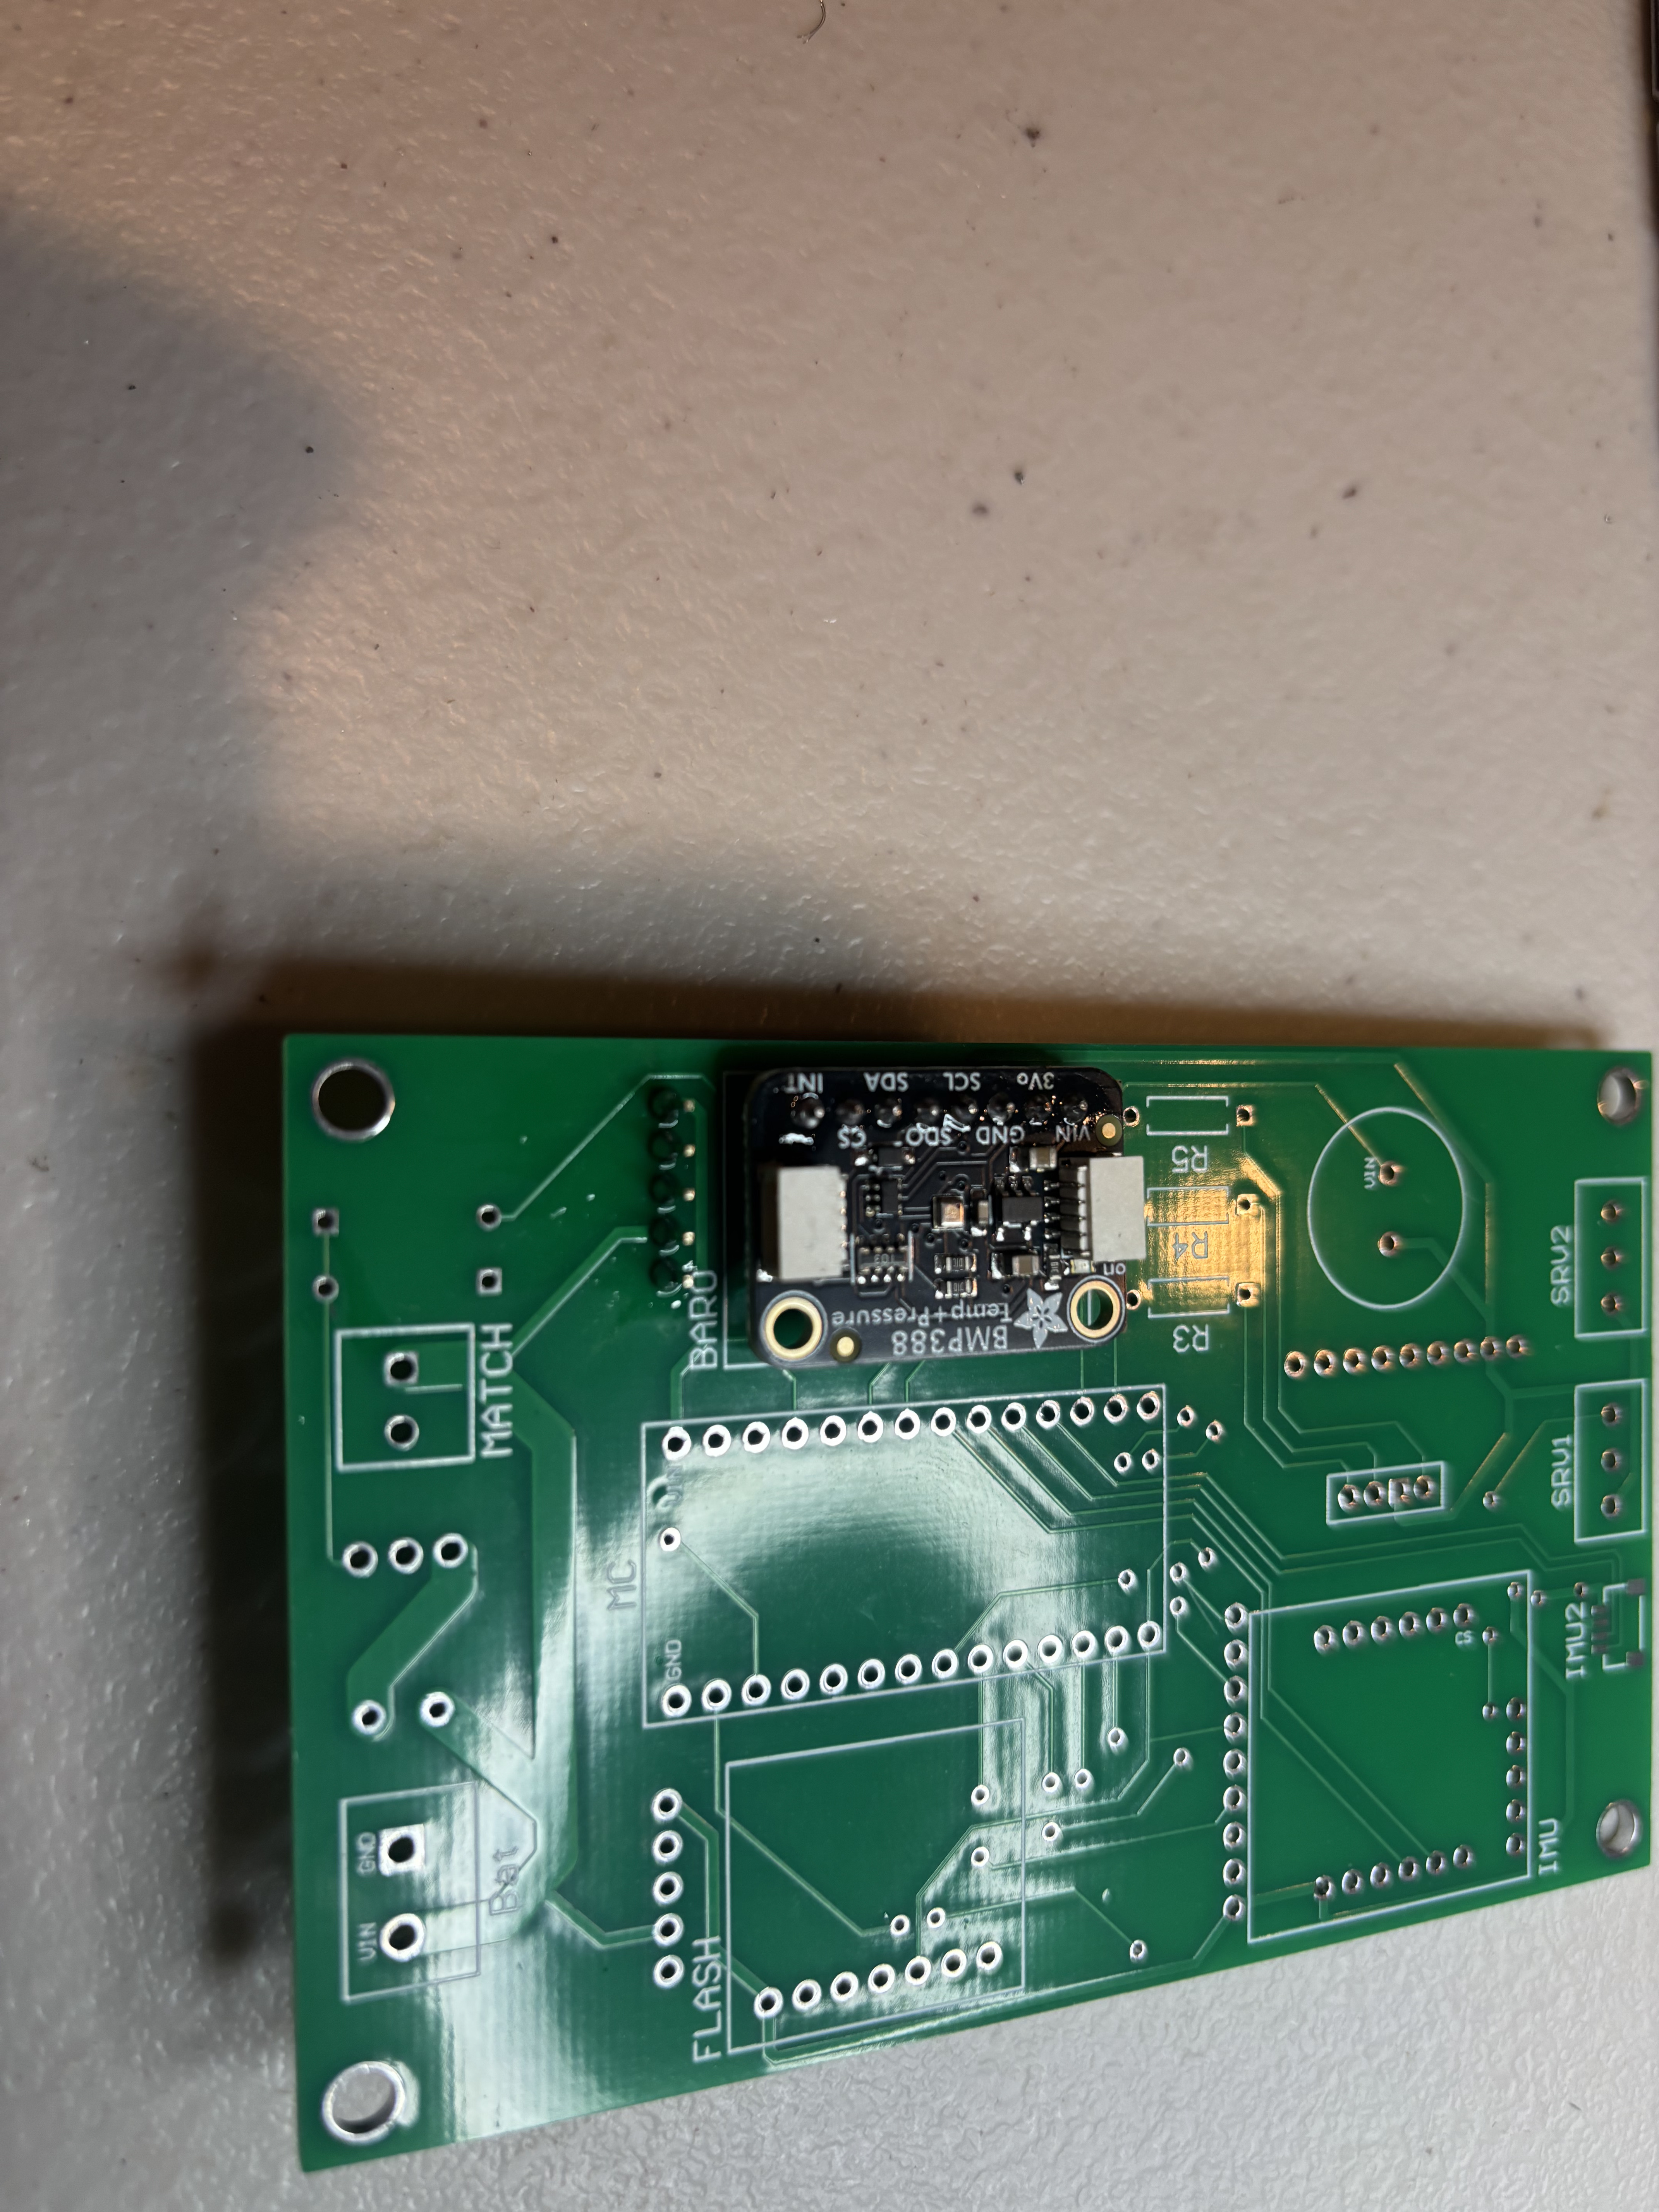 INT
SDA
SCL
3Vo
CS
SDO
GND
VIN
on
BMP388
Temp+Pressure
BARO
R5
R4
R3
VIN
SRV2
SRV1
MATCH
MC
GND
IMU2
CS
IMU
GND
VIN
Bat
FLASH